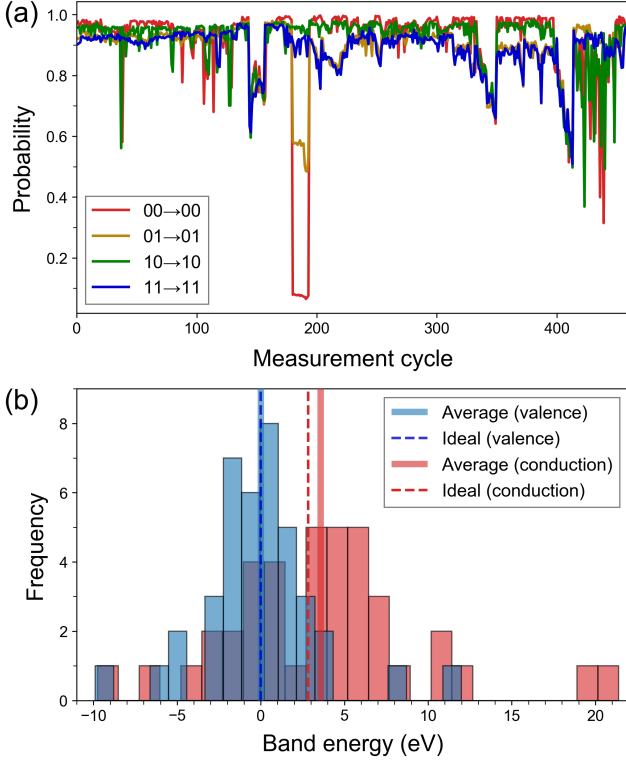 (a)
1.0
0.8
0.6
0.4
0.2
Probability
00→00
01→01
10→10
11→11
0 100 200 300 400
Measurement cycle
(b)
8
6
4
2
0
Frequency
Average (valence)
Ideal (valence)
Average (conduction)
Ideal (conduction)
−10 −5 0 5 10 15 20
Band energy (eV)